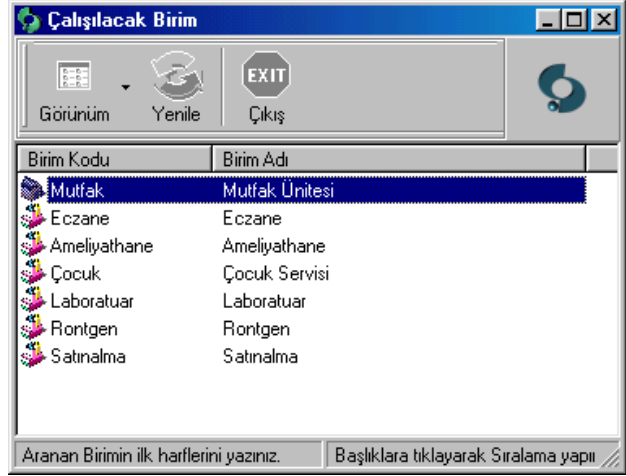 Çalışılacak Birim
EXIT
Görünüm Yenile Çıkış
Birim Kodu Birim Adı
Mutfak Mutfak Ünitesi
Eczane Eczane
Ameliyathane Ameliyathane
Çocuk Çocuk Servisi
Laboratuar Laboratuar
Rontgen Rontgen
Satınalma Satınalma
Aranan Birimin ilk harflerini yazınız. Başlıklara tıklayarak Sıralama